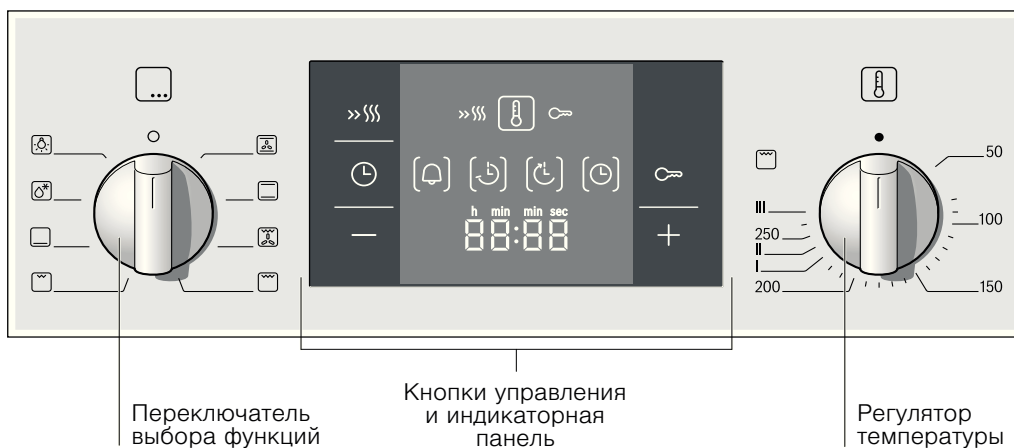 h min min sec
88:88
50
100
150
200
I
II
250
III
Переключатель
выбора функций
Кнопки управления
и индикаторная
панель
Регулятор
температуры